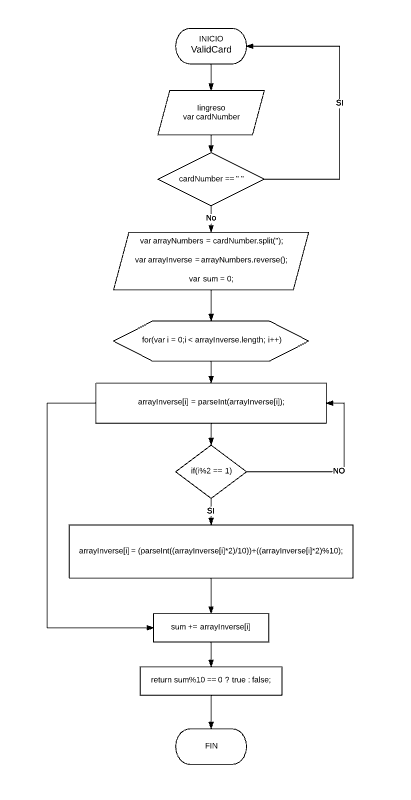 INICIO
ValidCard
Iingreso
var cardNumber
SI
cardNumber == " "
No
var arrayNumbers = cardNumber.split('');
var arrayInverse = arrayNumbers.reverse();
var sum = 0;
for(var i = 0;i < arrayInverse.length; i++)
arrayInverse[i] = parseInt(arrayInverse[i]);
if(i%2 == 1)
NO
SI
arrayInverse[i] = (parseInt((arrayInverse[i]*2)/10))+((arrayInverse[i]*2)%10);
sum += arrayInverse[i]
return sum%10 == 0 ? true : false;
FIN